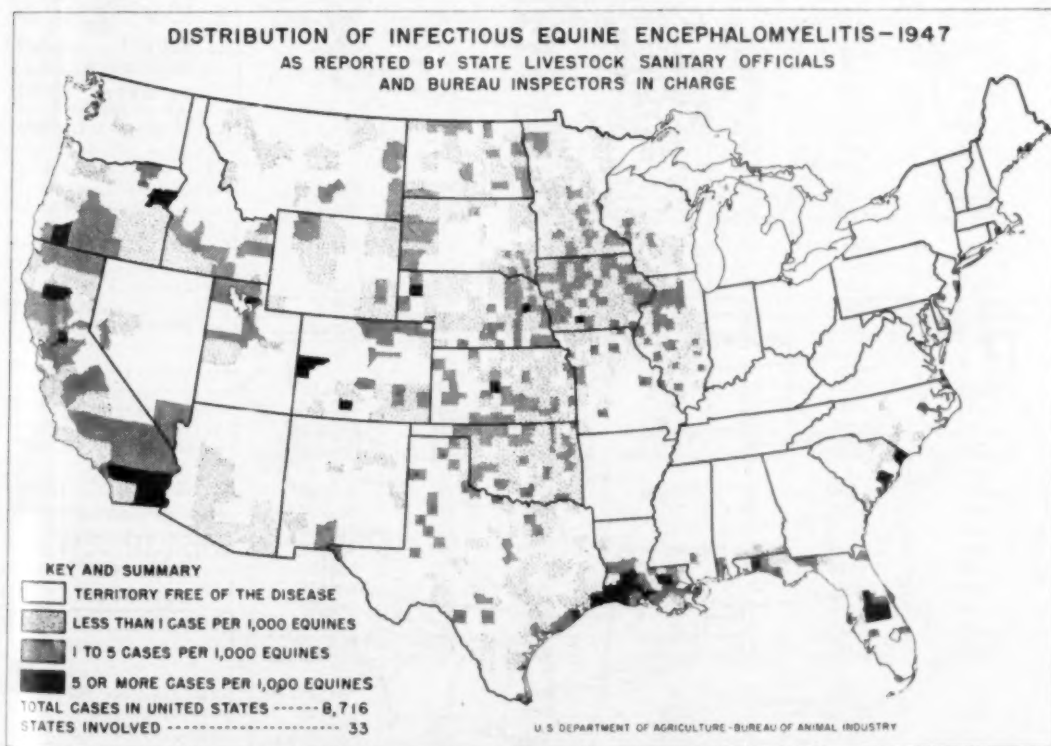 DISTRIBUTION OF INFECTIOUS EQUINE ENCEPHALOMYELITIS—1947
AS REPORTED BY STATE LIVESTOCK SANITARY OFFICIALS
AND BUREAU INSPECTORS IN CHARGE
KEY AND SUMMARY
TERRITORY FREE OF THE DISEASE
LESS THAN 1 CASE PER 1,000 EQUINES
1 TO 5 CASES PER 1,000 EQUINES
5 OR MORE CASES PER 1,000 EQUINES
TOTAL CASES IN UNITED STATES ------ 8,716
STATES INVOLVED ------------------ 33
U. S. DEPARTMENT OF AGRICULTURE - BUREAU OF ANIMAL INDUSTRY